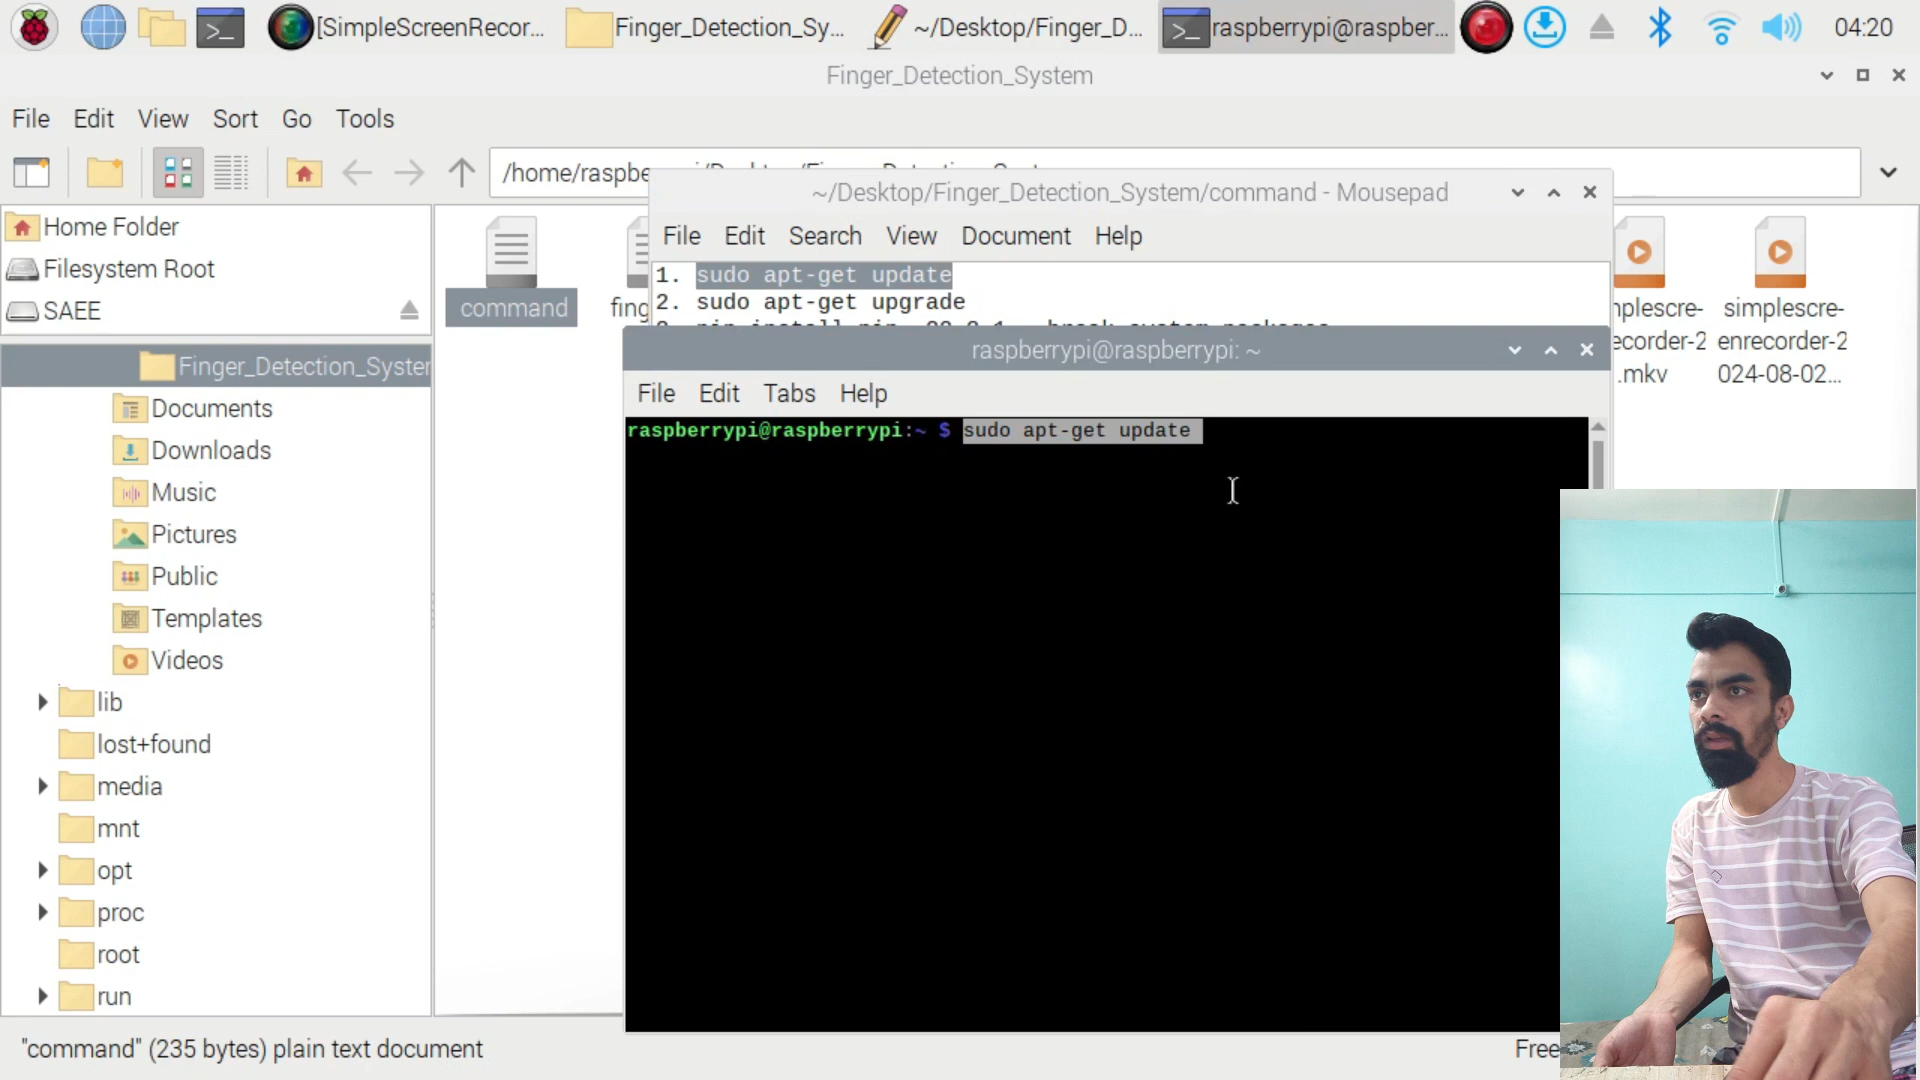 [SimpleScreenRecor...
Finger_Detection_Sy...
~/Desktop/Finger_D...
raspberrypi@raspber...
04:20
Finger_Detection_System
File Edit View Sort Go Tools
/home/raspbe
~/Desktop/Finger_Detection_System/command - Mousepad
File Edit Search View Document Help
1. sudo apt-get update
2. sudo apt-get upgrade
Home Folder
Filesystem Root
SAEE
Finger_Detection_Syster
Documents
Downloads
Music
Pictures
Public
Templates
Videos
lib
lost+found
media
mnt
opt
proc
root
run
command
fing
nplescre-
ecorder-2
.mkv
simplescre-
enrecorder-2
024-08-02...
raspberrypi@raspberrypi: ~
File Edit Tabs Help
raspberrypi@raspberrypi:~ $ sudo apt-get update
"command" (235 bytes) plain text document
Free